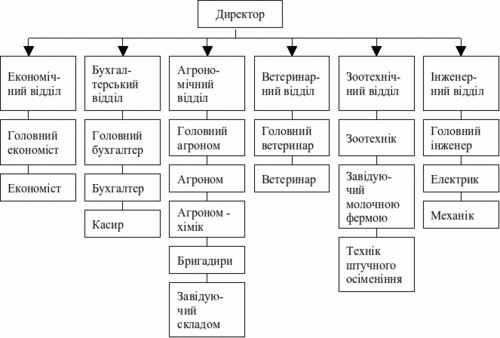 Директор
Економіч-
ний відділ
Бухгал-
терський
відділ
Агроно-
мічний
відділ
Ветеринар-
ний відділ
Зоотехніч-
ний відділ
Інженер-
ний відділ
Головний
економіст
Головний
бухгалтер
Головний
агроном
Головний
ветеринар
Зоотехнік
Головний
інженер
Економіст
Бухгалтер
Агроном
Ветеринар
Завідую-
чий
молочною
фермою
Електрик
Касир
Агроном -
хімік
Механік
Бригадири
Технік
штучного
осіменіння
Завідую-
чий
складом